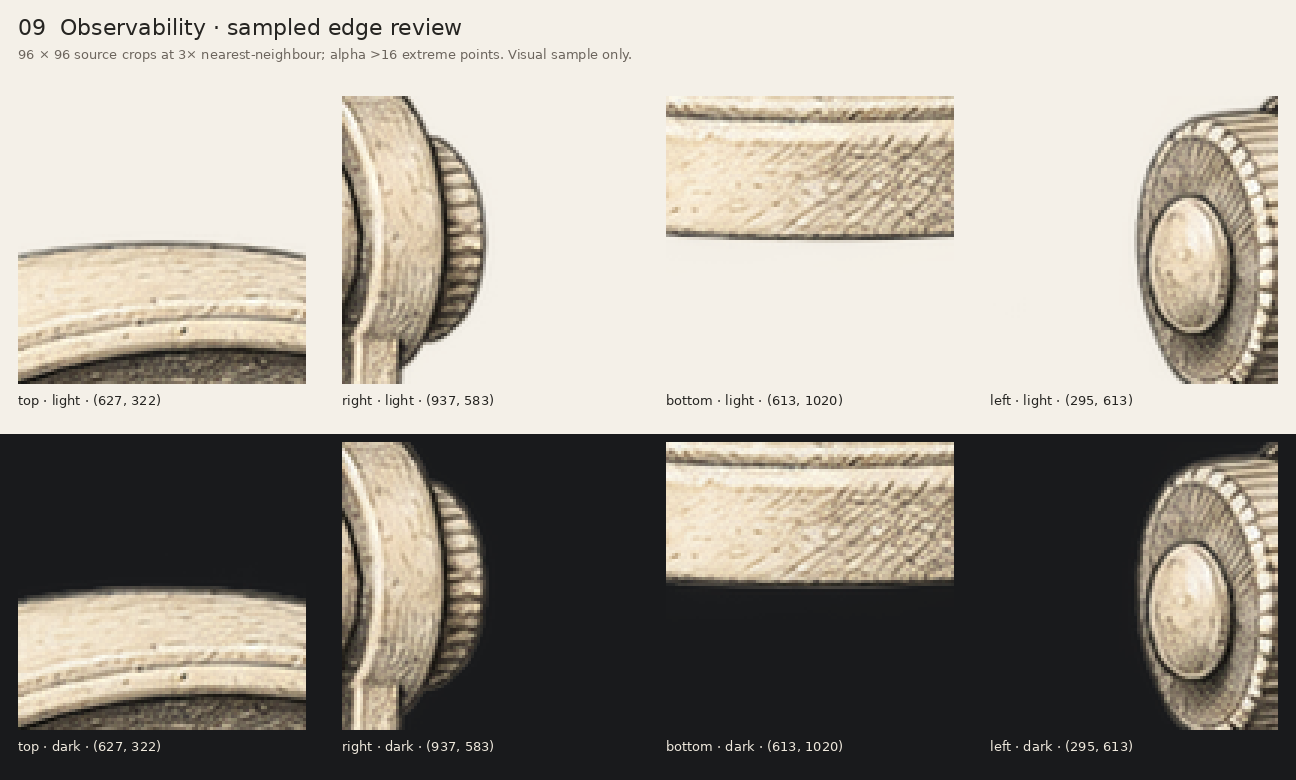 09 Observability · sampled edge review
96 × 96 source crops at 3× nearest-neighbour; alpha >16 extreme points. Visual sample only.
top · light · (627, 322)
right · light · (937, 583)
bottom · light · (613, 1020)
left · light · (295, 613)
top · dark · (627, 322)
right · dark · (937, 583)
bottom · dark · (613, 1020)
left · dark · (295, 613)